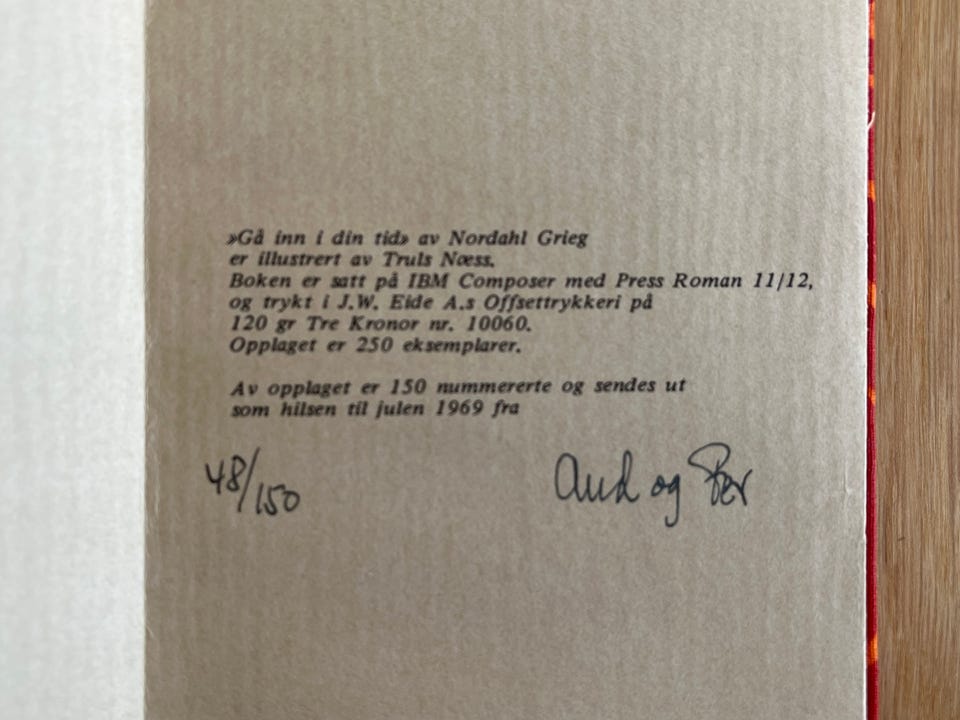 »Gå inn i din tid» av Nordahl Grieg
er illustrert av Truls Næss.
Boken er satt på IBM Composer med Press Roman 11/12,
og trykt i J.W. Eide A.s Offsettrykkeri på
120 gr Tre Kronor nr. 10060.
Opplaget er 250 eksemplarer.
Av opplaget er 150 nummererte og sendes ut
som hilsen til julen 1969 fra
48/150 Aud og Per